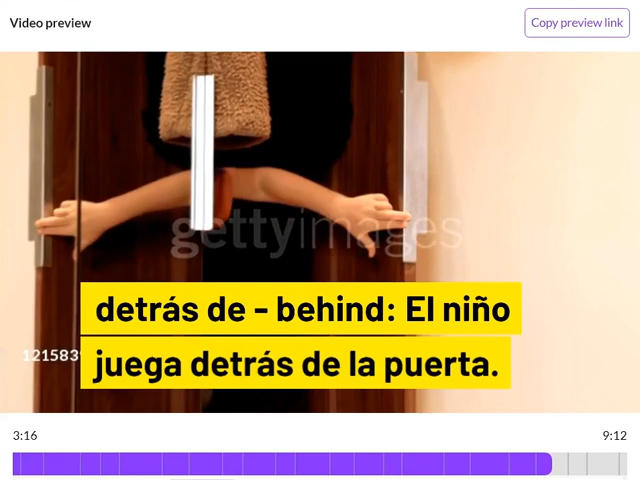 Video preview
Copy preview link
gettyimages
detrás de - behind: El niño
juega detrás de la puerta.
3:16
9:12